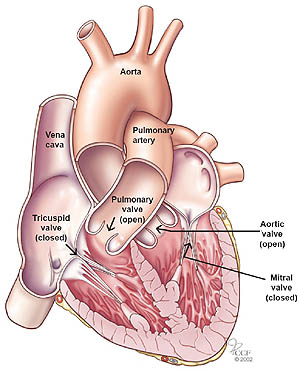 Aorta
Vena
cava
Pulmonary
artery
Pulmonary
valve
(open)
Tricuspid
valve
(closed)
Aortic
valve
(open)
Mitral
valve
(closed)
CCF
© 2002